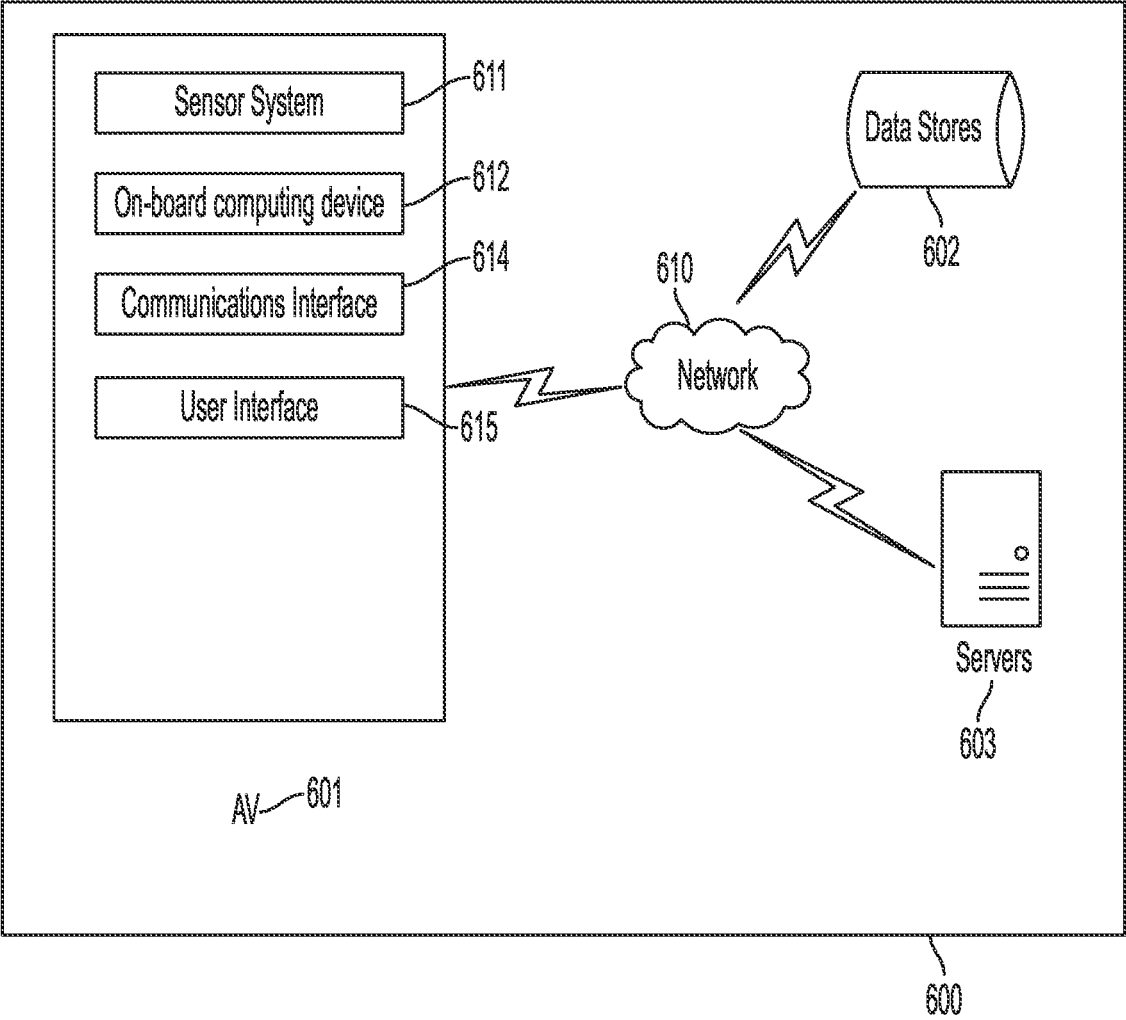 Sensor System
611
On-board computing device
612
Communications Interface
614
User Interface
615
AV
601
610
Network
Data Stores
602
Servers
603
600